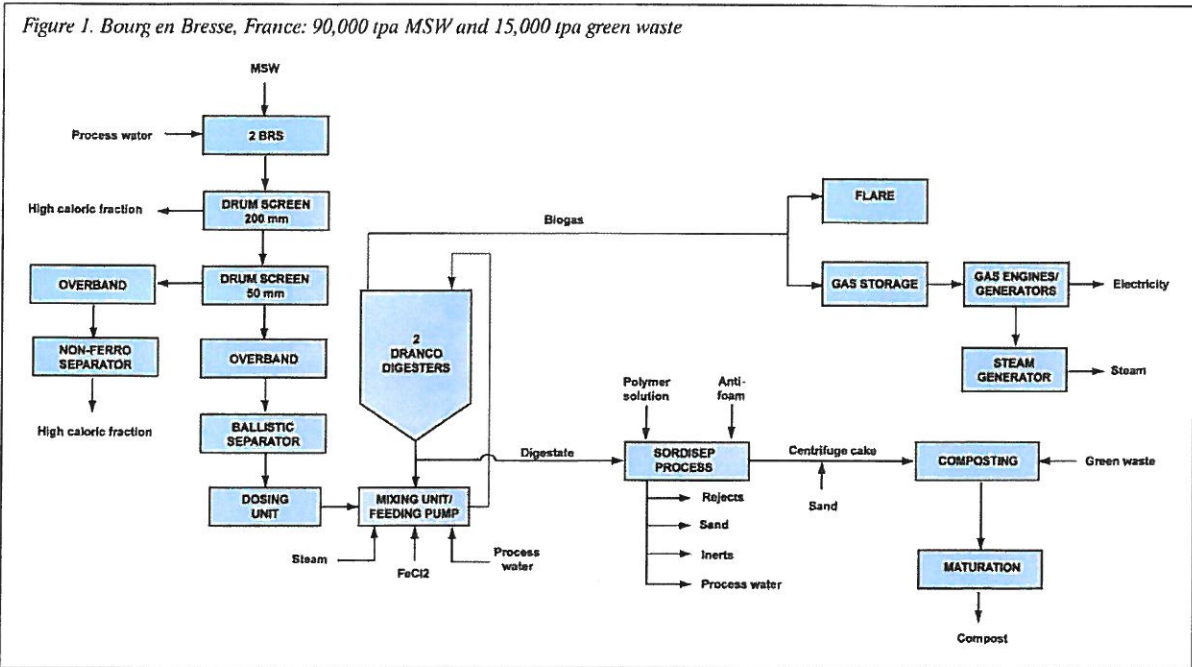 Figure 1. Bourg en Bresse, France: 90,000 tpa MSW and 15,000 tpa green waste
MSW
Process water
2 BRS
High caloric fraction
DRUM SCREEN
200 mm
OVERBAND
DRUM SCREEN
50 mm
NON-FERRO
SEPARATOR
High caloric fraction
OVERBAND
BALLISTIC
SEPARATOR
DOSING
UNIT
2
DRANCO
DIGESTERS
MIXING UNIT/
FEEDING PUMP
Steam
FeCl2
Process
water
Biogas
FLARE
GAS STORAGE
GAS ENGINES/
GENERATORS
Electricity
STEAM
GENERATOR
Steam
Digestate
Polymer
solution
Anti-
foam
SORDISEP
PROCESS
Rejects
Sand
Inerts
Process water
Centrifuge cake
Sand
COMPOSTING
Green waste
MATURATION
Compost